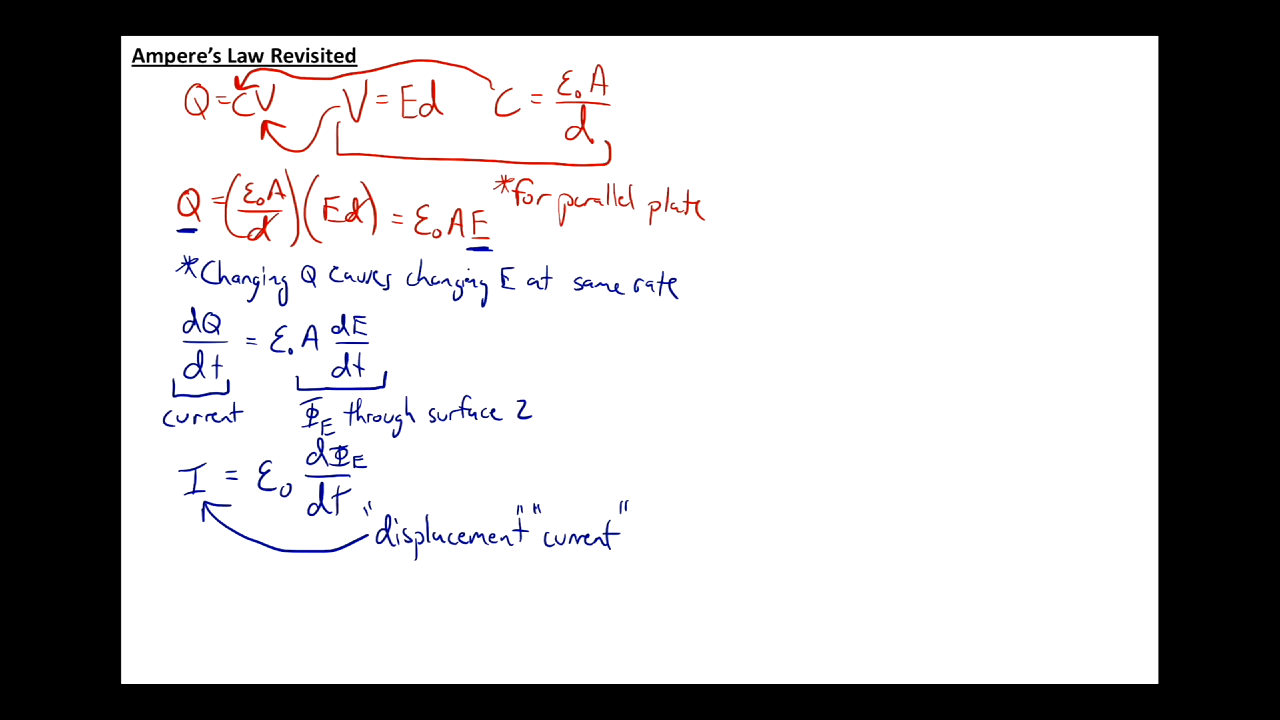 Ampere's Law Revisited
Q = CV V = Ed C = ε₀A/d
Q = (ε₀A/d)(Ed) = ε₀AE *for parallel plate
*Changing Q causes changing E at same rate
dQ/dt = ε₀A dE/dt
current Φ_E through surface 2
I = ε₀ dΦ_E/dt
"displacement" "current"